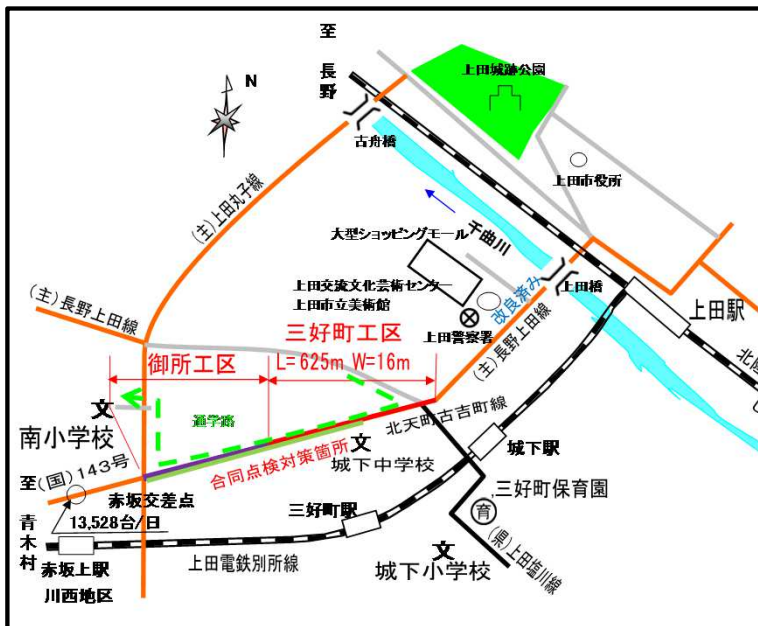 至
長
野
上田城跡公園
N
古舟橋
上田市役所
(主)上田丸子線
大型ショッピングモール
千曲川
上田交流文化芸術センター
上田市立美術館
改良済み
上田橋
上田駅
上田警察署
(主)長野上田線
(主)長野上田線
三好町工区
L=625m W=16m
御所工区
北陸
文
南小学校
通学路
北天町古吉町線
合同点検対策箇所
文
城下中学校
城下駅
至
(国)143号
赤坂交差点
13,528台/日
青
木
村
三好町駅
育
三好町保育園
赤坂上駅
川西地区
上田電鉄別所線
文
城下小学校
(県)上田塩川線